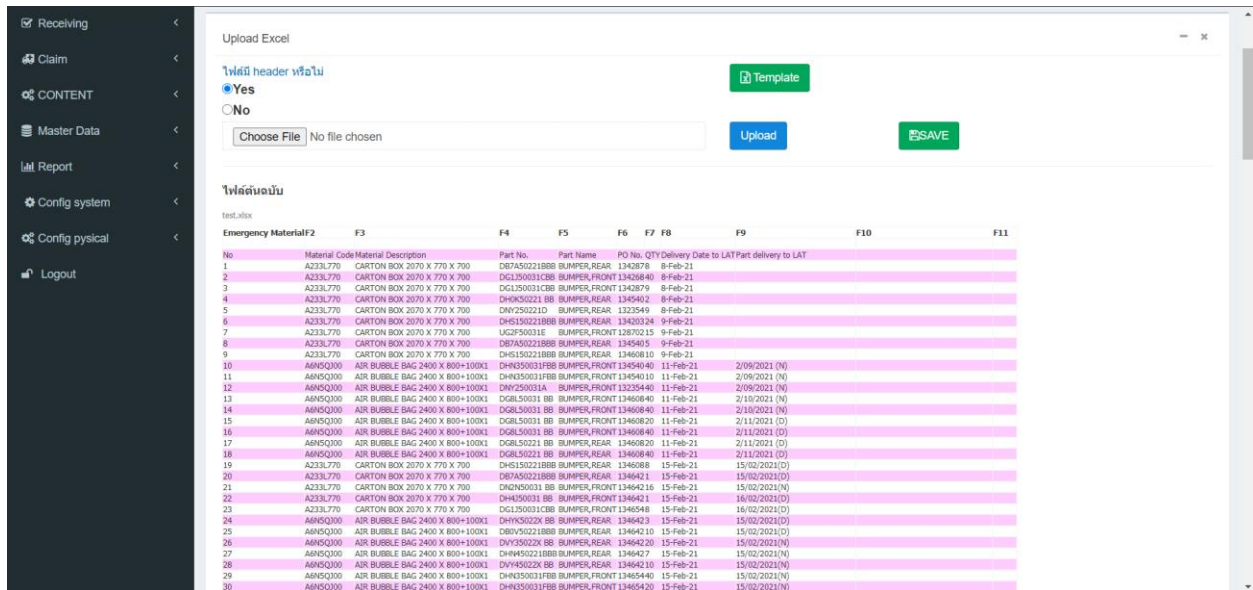 Receiving
Claim
CONTENT
Master Data
Report
Config system
Config pysical
Logout
Upload Excel
ไฟล์มี header หรือไม่
Yes
No
Template
Choose File No file chosen
Upload
SAVE
ไฟล์ต้นฉบับ
test.xlsx
Emergency Material F2 F3 F4 F5 F6 F7 F8 F9 F10 F11
No Material Code Material Description Part No. Part Name PO No. QTY Delivery Date to LAT Part delivery to LAT
1 A233L770 CARTON BOX 2070 X 770 X 700 DB7A50221BBB BUMPER,REAR 1342878 8-Feb-21
2 A233L770 CARTON BOX 2070 X 770 X 700 DG1J50031CBB BUMPER,FRONT 13426840 8-Feb-21
3 A233L770 CARTON BOX 2070 X 770 X 700 DG1J50031CBB BUMPER,FRONT 1342879 8-Feb-21
4 A233L770 CARTON BOX 2070 X 770 X 700 DH0K50221 BB BUMPER,REAR 1345402 8-Feb-21
5 A233L770 CARTON BOX 2070 X 770 X 700 DNY250221D BUMPER,REAR 1323549 8-Feb-21
6 A233L770 CARTON BOX 2070 X 770 X 700 DHS150221BBB BUMPER,REAR 13420324 9-Feb-21
7 A233L770 CARTON BOX 2070 X 770 X 700 UG2F50031E BUMPER,FRONT 12870215 9-Feb-21
8 A233L770 CARTON BOX 2070 X 770 X 700 DB7A50221BBB BUMPER,REAR 1345405 9-Feb-21
9 A233L770 CARTON BOX 2070 X 770 X 700 DHS150221BBB BUMPER,REAR 13460810 9-Feb-21
10 A6N5QJ00 AIR BUBBLE BAG 2400 X 800+100X1 DHN350031FBB BUMPER,FRONT 13454040 11-Feb-21 2/09/2021 (N)
11 A6N5QJ00 AIR BUBBLE BAG 2400 X 800+100X1 DHN350031FBB BUMPER,FRONT 13454010 11-Feb-21 2/09/2021 (N)
12 A6N5QJ00 AIR BUBBLE BAG 2400 X 800+100X1 DNY250031A BUMPER,FRONT 13235440 11-Feb-21 2/09/2021 (N)
13 A6N5QJ00 AIR BUBBLE BAG 2400 X 800+100X1 DG8L50031 BB BUMPER,FRONT 13460840 11-Feb-21 2/10/2021 (N)
14 A6N5QJ00 AIR BUBBLE BAG 2400 X 800+100X1 DG8L50031 BB BUMPER,FRONT 13460840 11-Feb-21 2/10/2021 (N)
15 A6N5QJ00 AIR BUBBLE BAG 2400 X 800+100X1 DG8L50031 BB BUMPER,FRONT 13460820 11-Feb-21 2/11/2021 (D)
16 A6N5QJ00 AIR BUBBLE BAG 2400 X 800+100X1 DG8L50031 BB BUMPER,FRONT 13460840 11-Feb-21 2/11/2021 (D)
17 A6N5QJ00 AIR BUBBLE BAG 2400 X 800+100X1 DG8L50221 BB BUMPER,REAR 13460820 11-Feb-21 2/11/2021 (D)
18 A6N5QJ00 AIR BUBBLE BAG 2400 X 800+100X1 DG8L50221 BB BUMPER,REAR 13460840 11-Feb-21 2/11/2021 (D)
19 A233L770 CARTON BOX 2070 X 770 X 700 DHS150221BBB BUMPER,REAR 1346088 15-Feb-21 15/02/2021(D)
20 A233L770 CARTON BOX 2070 X 770 X 700 DB7A50221BBB BUMPER,REAR 1346421 15-Feb-21 15/02/2021(D)
21 A233L770 CARTON BOX 2070 X 770 X 700 DN2N50031 BB BUMPER,FRONT 13464216 15-Feb-21 15/02/2021(N)
22 A233L770 CARTON BOX 2070 X 770 X 700 DH4J50031 BB BUMPER,FRONT 1346421 15-Feb-21 16/02/2021(D)
23 A233L770 CARTON BOX 2070 X 770 X 700 DG1J50031CBB BUMPER,FRONT 1346548 15-Feb-21 16/02/2021(D)
24 A6N5QJ00 AIR BUBBLE BAG 2400 X 800+100X1 DHYK5022X BB BUMPER,REAR 1346423 15-Feb-21 15/02/2021(D)
25 A6N5QJ00 AIR BUBBLE BAG 2400 X 800+100X1 DB0V50221BBB BUMPER,REAR 13464210 15-Feb-21 15/02/2021(D)
26 A6N5QJ00 AIR BUBBLE BAG 2400 X 800+100X1 DVY35022X BB BUMPER,REAR 13464220 15-Feb-21 15/02/2021(N)
27 A6N5QJ00 AIR BUBBLE BAG 2400 X 800+100X1 DHN450221BBB BUMPER,REAR 1346427 15-Feb-21 15/02/2021(N)
28 A6N5QJ00 AIR BUBBLE BAG 2400 X 800+100X1 DVY45022X BB BUMPER,REAR 13464210 15-Feb-21 15/02/2021(N)
29 A6N5QJ00 AIR BUBBLE BAG 2400 X 800+100X1 DHN350031FBB BUMPER,FRONT 13465440 15-Feb-21 15/02/2021(N)
30 A6N5QJ00 AIR BUBBLE BAG 2400 X 800+100X1 DHN350031FBB BUMPER,FRONT 13465420 15-Feb-21 15/02/2021(N)